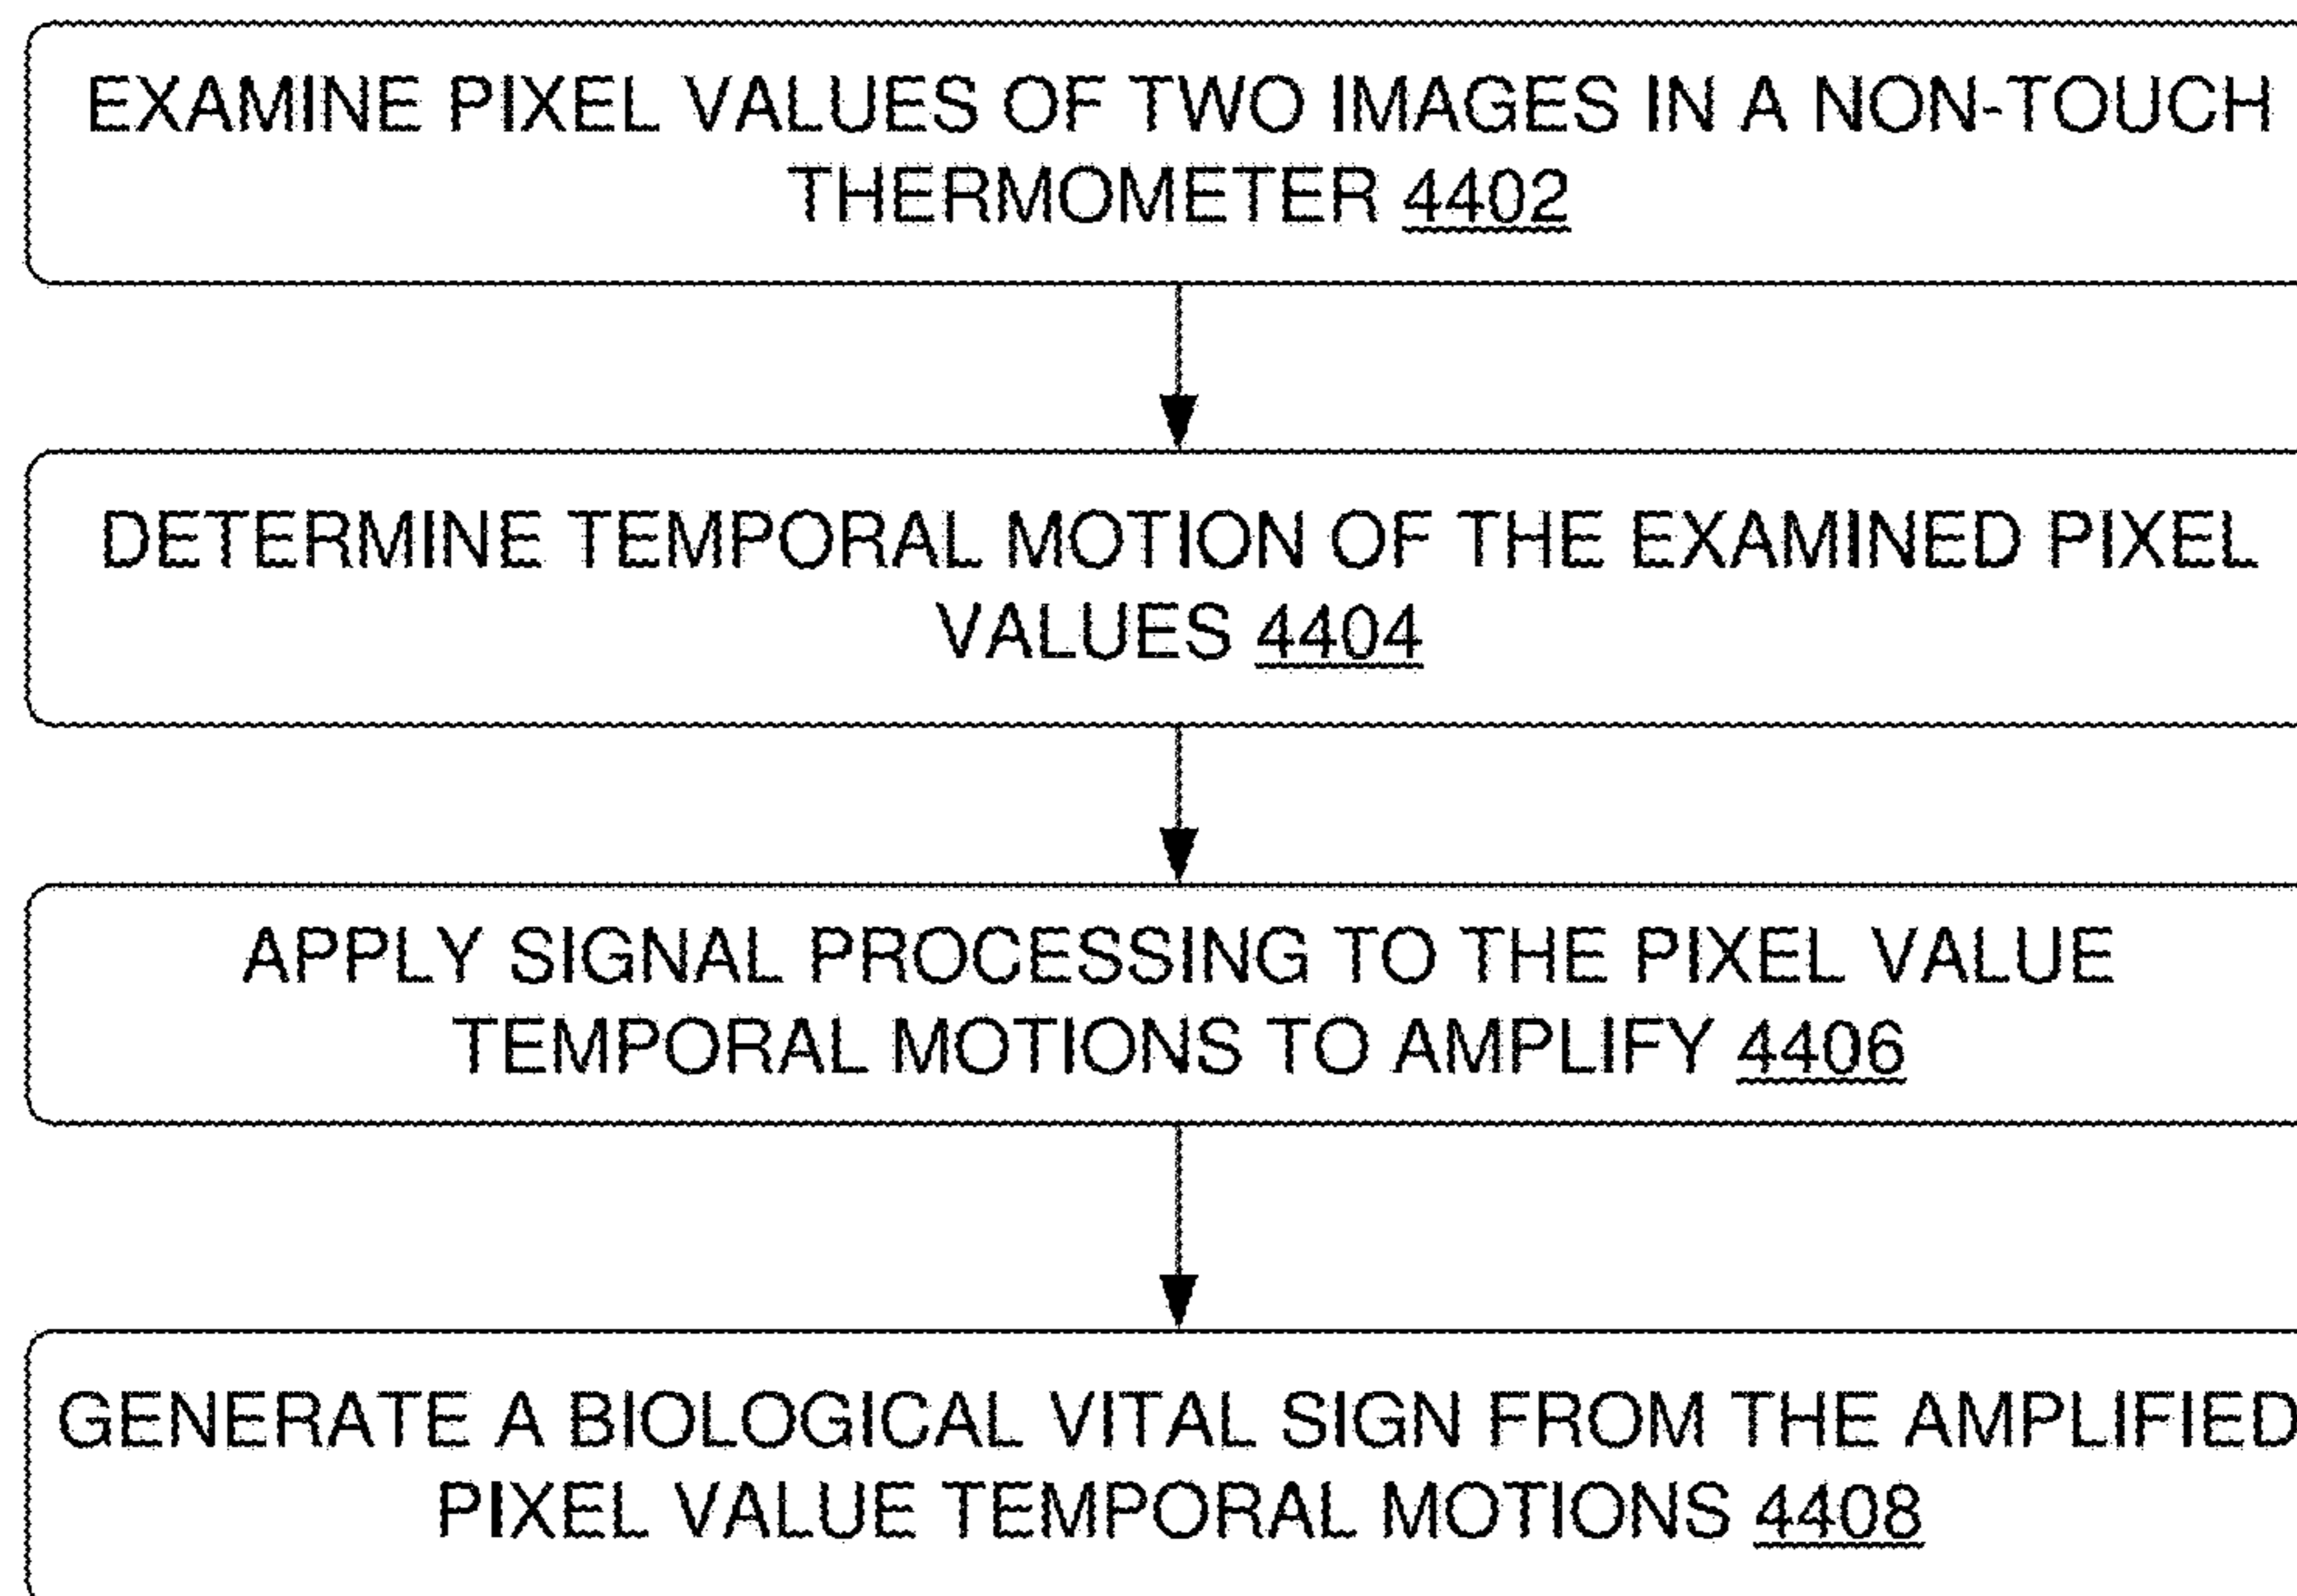 EXAMINE PIXEL VALUES OF TWO IMAGES IN A NON-TOUCH
THERMOMETER 4402
DETERMINE TEMPORAL MOTION OF THE EXAMINED PIXEL
VALUES 4404
APPLY SIGNAL PROCESSING TO THE PIXEL VALUE
TEMPORAL MOTIONS TO AMPLIFY 4406
GENERATE A BIOLOGICAL VITAL SIGN FROM THE AMPLIFIED
PIXEL VALUE TEMPORAL MOTIONS 4408